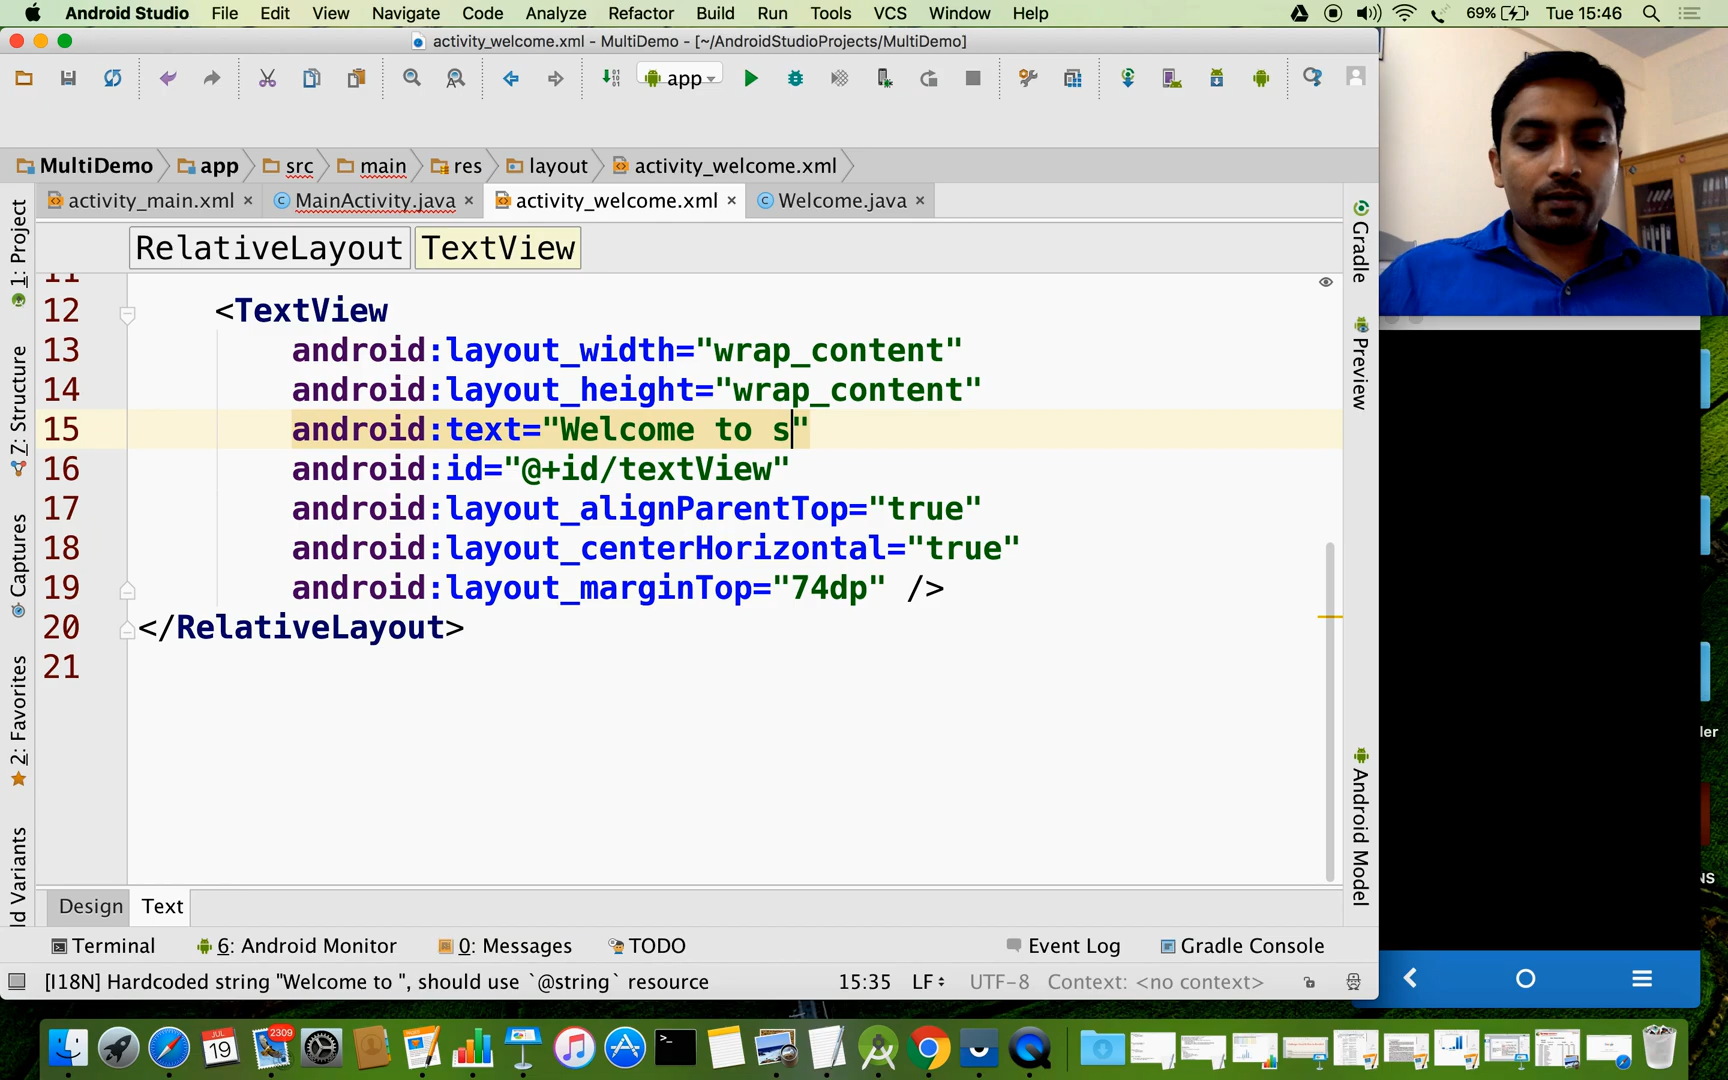 Android Studio File Edit View Navigate Code Analyze Refactor Build Run Tools VCS Window Help 69% Tue 15:46
activity_welcome.xml - MultiDemo - [~/AndroidStudioProjects/MultiDemo]
app
MultiDemo app src main res layout activity_welcome.xml
activity_main.xml × MainActivity.java × activity_welcome.xml × Welcome.java ×
RelativeLayout TextView
11
12 <TextView
13 android:layout_width="wrap_content"
14 android:layout_height="wrap_content"
15 android:text="Welcome to s"
16 android:id="@+id/textView"
17 android:layout_alignParentTop="true"
18 android:layout_centerHorizontal="true"
19 android:layout_marginTop="74dp" />
20 </RelativeLayout>
21
1: Project
7: Structure
Captures
2: Favorites
ld Variants
Gradle
Preview
Android Model
ler
NS
Design Text
Terminal 6: Android Monitor 0: Messages TODO Event Log Gradle Console
[I18N] Hardcoded string "Welcome to ", should use `@string` resource 15:35 LF UTF-8 Context: <no context>
JUL
19
2309